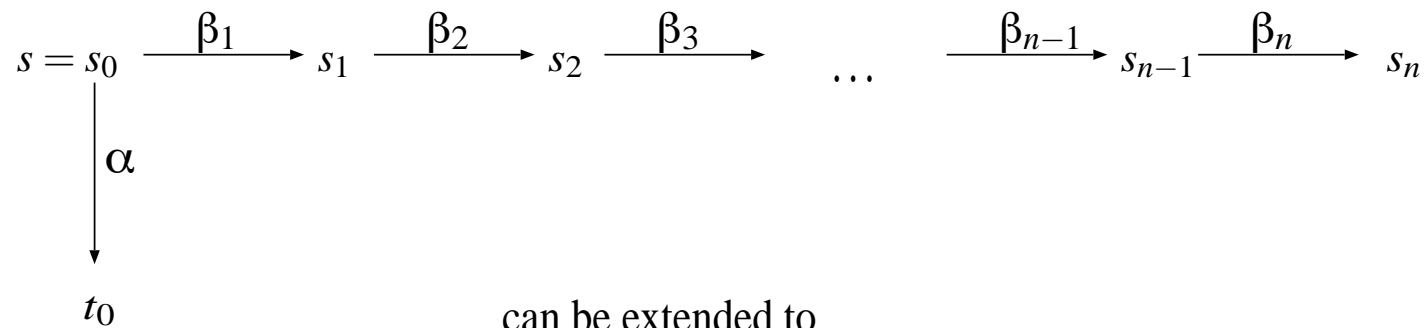 β₁ β₂ β₃ βₙ₋₁ βₙ
s = s₀ s₁ s₂ … sₙ₋₁ sₙ
α
t₀
can be extended to